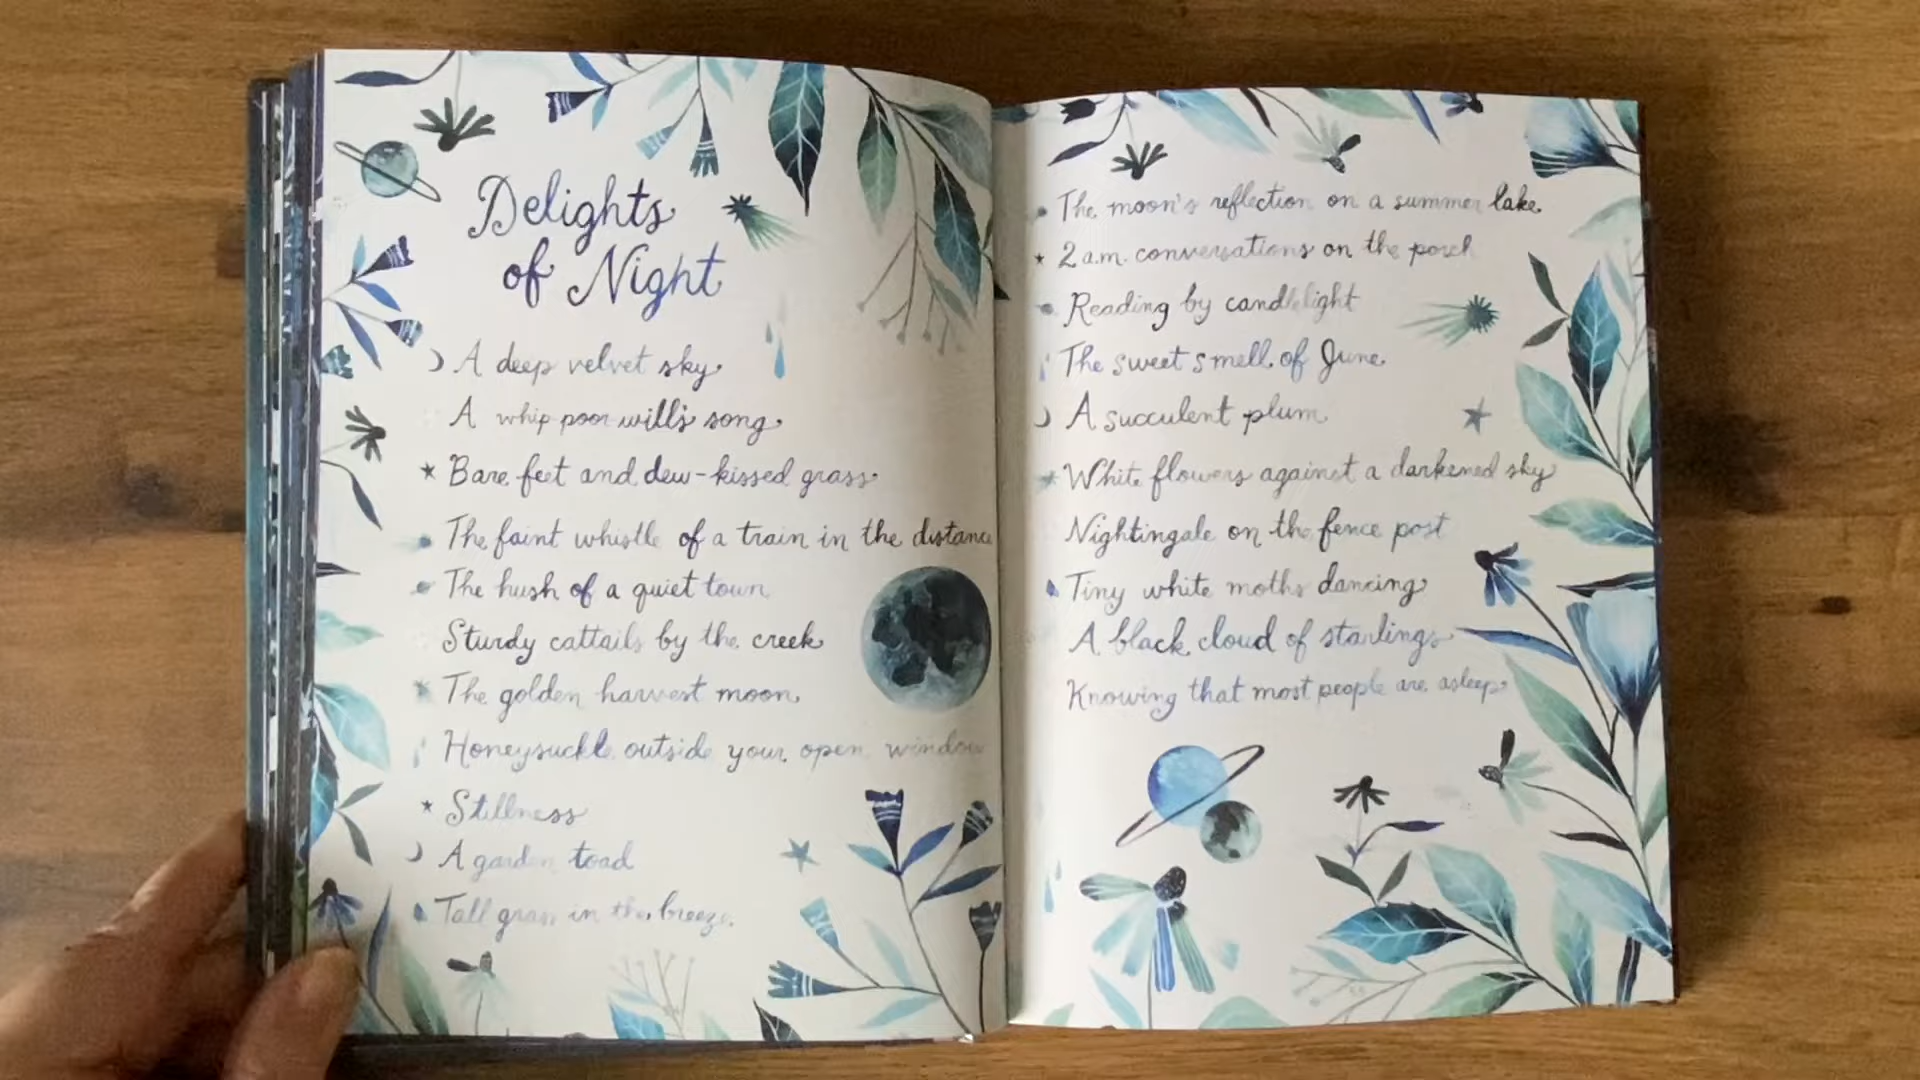 Delights
of Night
A deep velvet sky
A whip poor will's song
Bare feet and dew-kissed grass
The faint whistle of a train in the distance
The hush of a quiet town
Sturdy cattails by the creek
The golden harvest moon
Honeysuckle outside your open window
Stillness
A garden toad
Tall grass in the breeze
The moon's reflection on a summer lake
2 a.m. conversations on the porch
Reading by candlelight
The sweet smell of June
A succulent plum
White flowers against a darkened sky
Nightingale on the fence post
Tiny white moths dancing
A black cloud of starlings
Knowing that most people are asleep